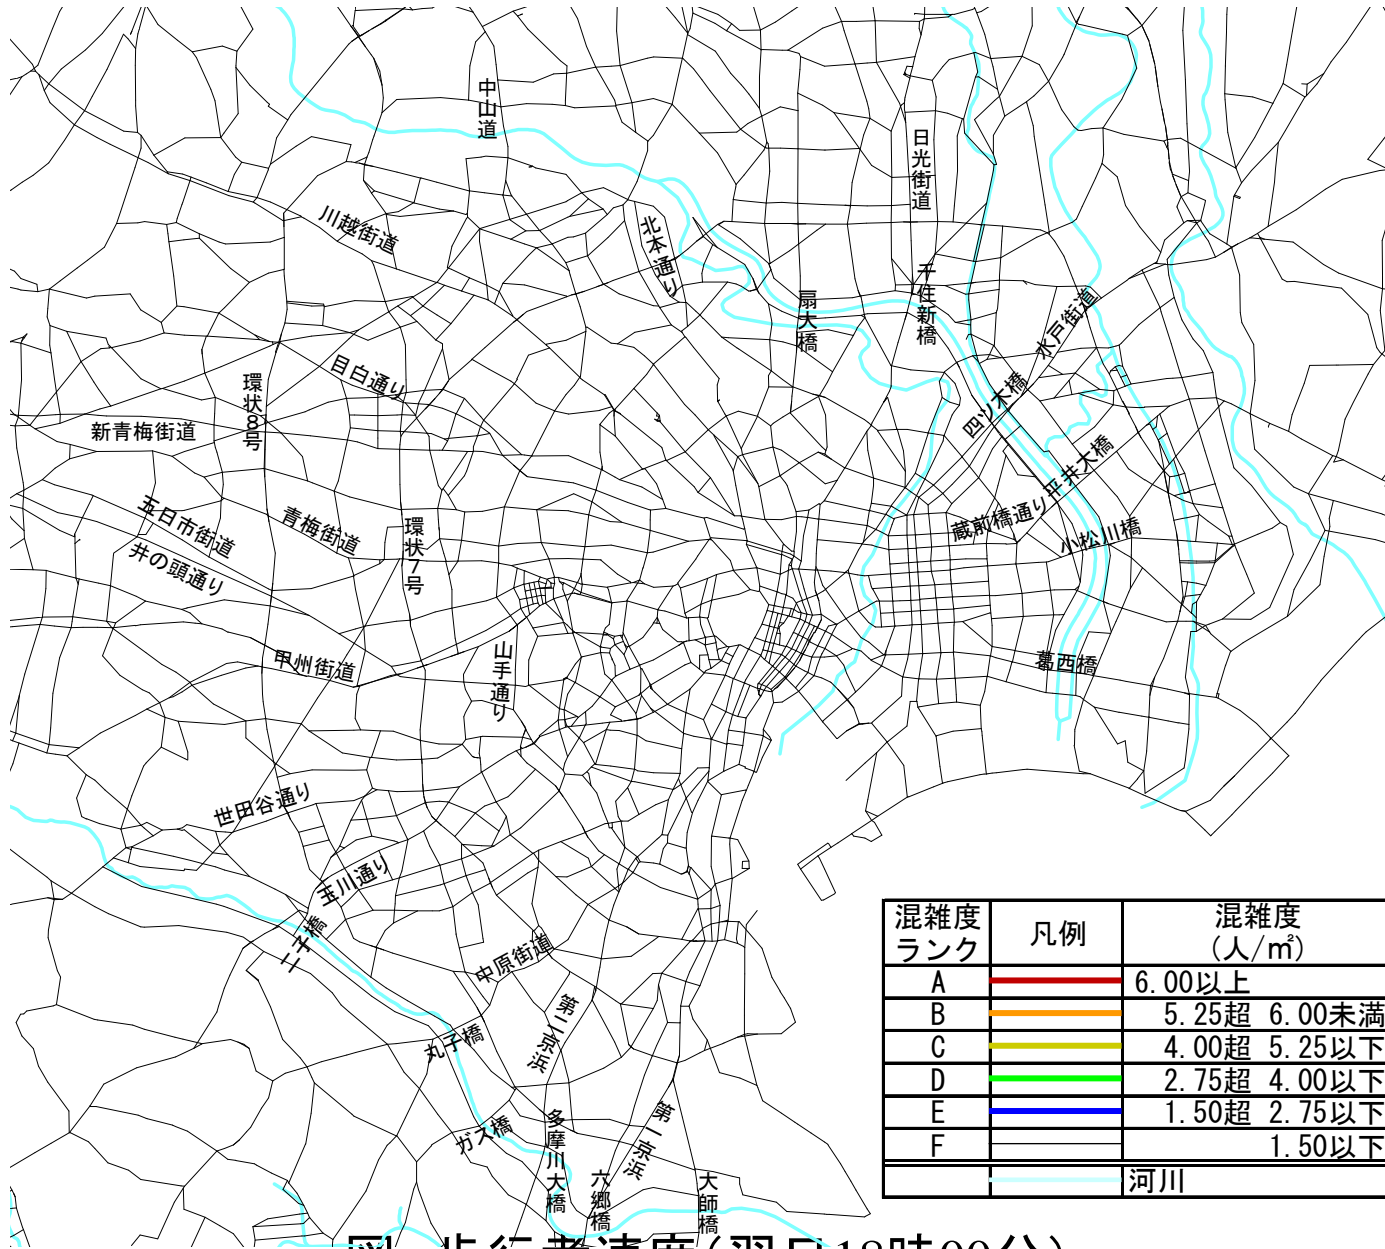 中山道
日光街道
川越街道
北本通り
千住新橋
扇大橋
水戸街道
目白通り
環状8号
四ツ木橋
新青梅街道
平井大橋
五日市街道
青梅街道
環状7号
蔵前橋通り
小松川橋
井の頭通り
甲州街道
山手通り
葛西橋
世田谷通り
玉川通り
二子橋
中原街道
第二京浜
丸子橋
ガス橋
多摩川大橋
第一京浜
六郷橋
大師橋
混雑度ランク 凡例 混雑度(人/㎡)
A 6.00以上
B 5.25超 6.00未満
C 4.00超 5.25以下
D 2.75超 4.00以下
E 1.50超 2.75以下
F 1.50以下
河川